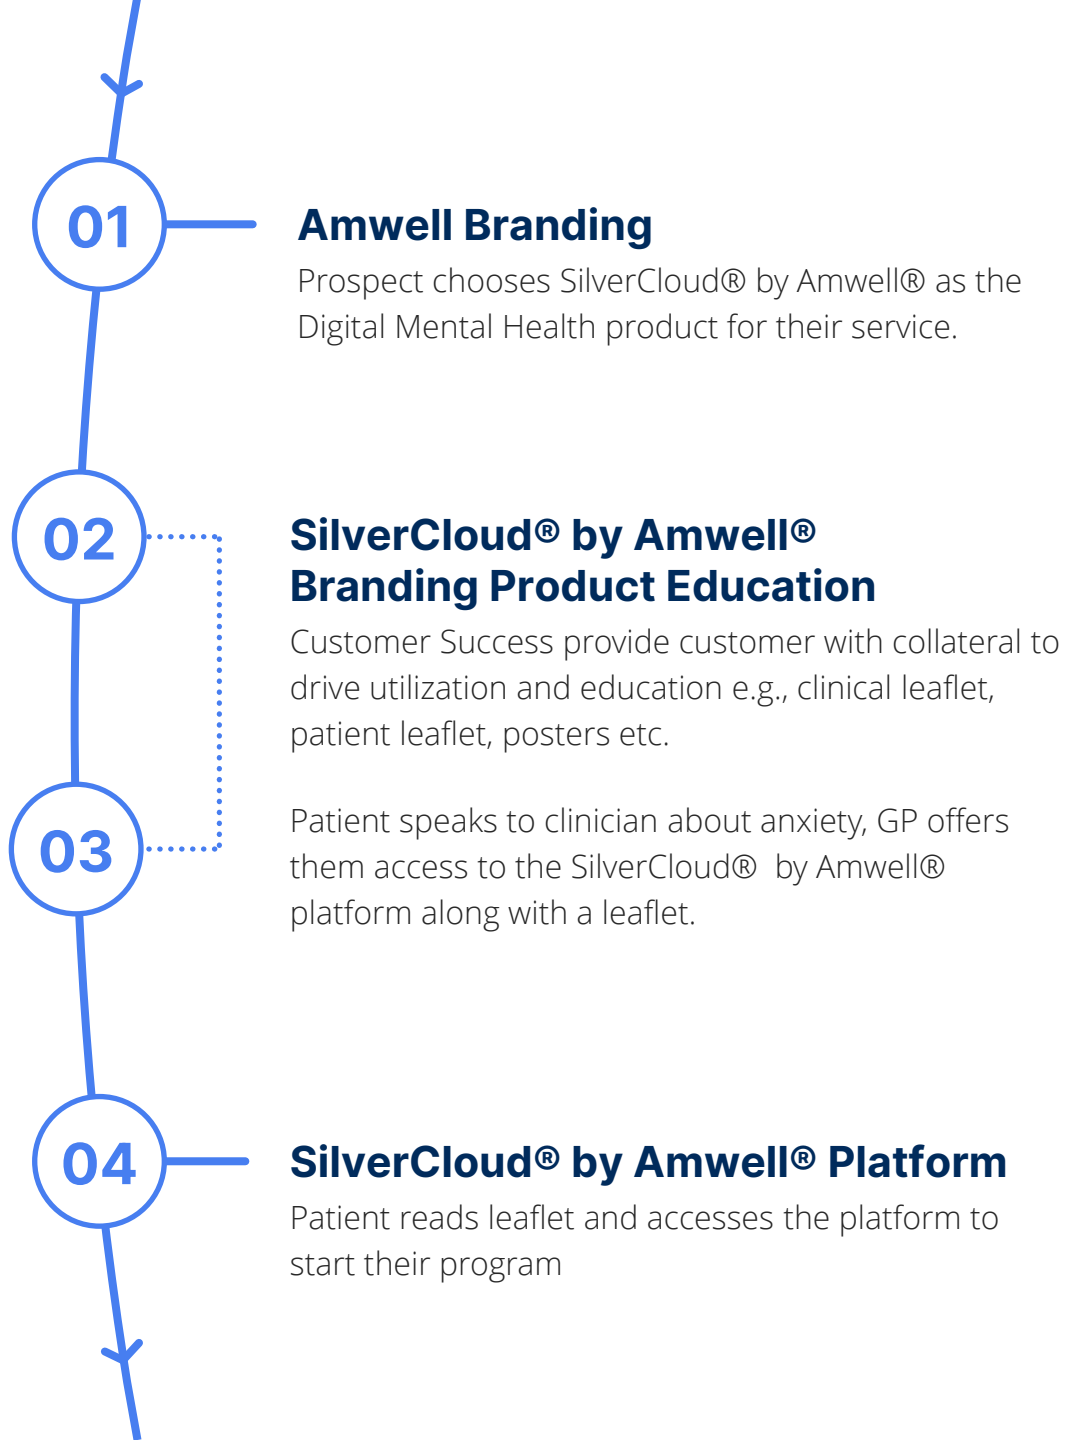 01
Amwell Branding
Prospect chooses SilverCloud® by Amwell® as the
Digital Mental Health product for their service.
02
SilverCloud® by Amwell®
Branding Product Education
Customer Success provide customer with collateral to
drive utilization and education e.g., clinical leaflet,
patient leaflet, posters etc.
03
Patient speaks to clinician about anxiety, GP offers
them access to the SilverCloud®  by Amwell®
platform along with a leaflet.
04
SilverCloud® by Amwell® Platform
Patient reads leaflet and accesses the platform to
start their program